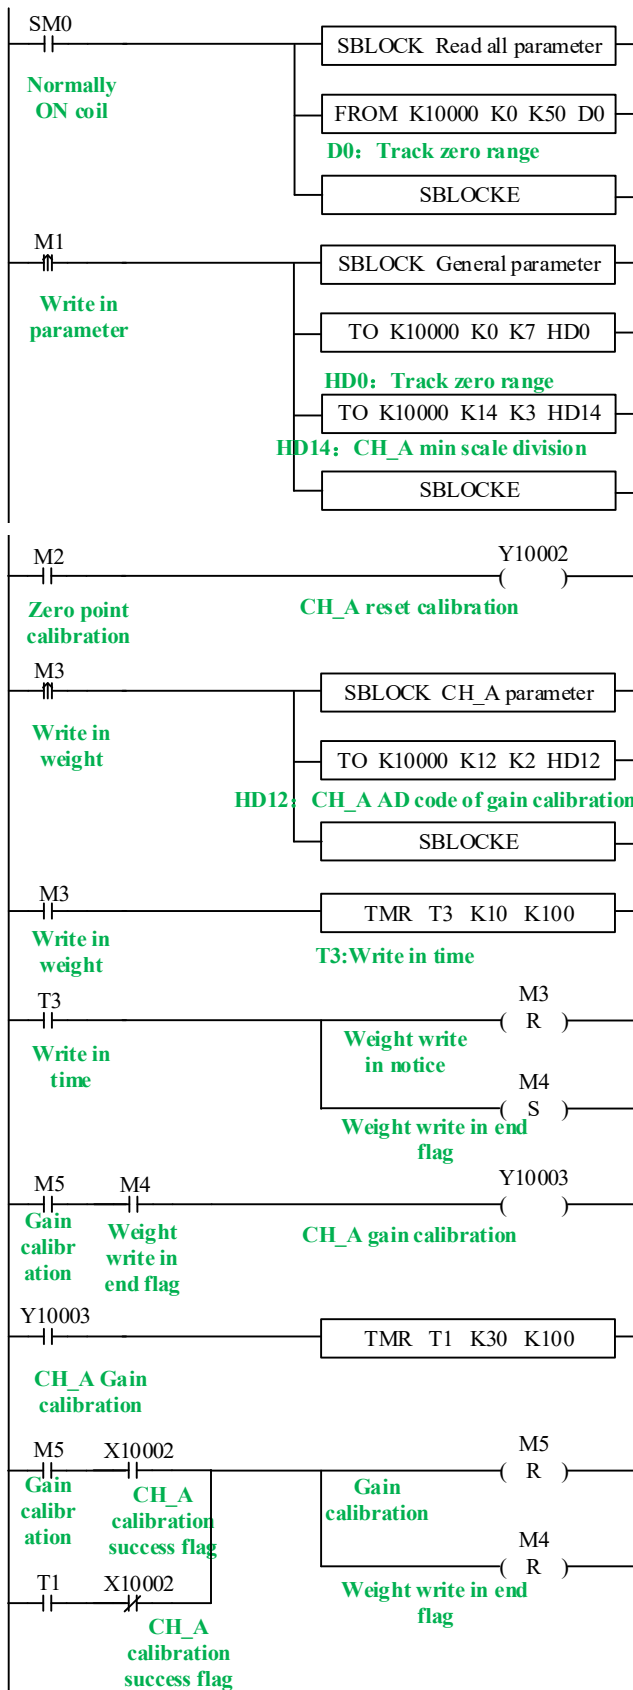 SM0
SBLOCK Read all parameter
Normally
ON coil
FROM K10000 K0 K50 D0
D0：Track zero range
SBLOCKE
M1
SBLOCK General parameter
Write in
parameter
TO K10000 K0 K7 HD0
HD0：Track zero range
TO K10000 K14 K3 HD14
HD14：CH_A min scale division
SBLOCKE
M2
Y10002
( )
Zero point
calibration
CH_A reset calibration
M3
SBLOCK CH_A parameter
Write in
weight
TO K10000 K12 K2 HD12
HD12：CH_A AD code of gain calibration
SBLOCKE
M3
TMR T3 K10 K100
Write in
weight
T3:Write in time
T3
M3
( R )
Write in
time
Weight write
in notice
M4
( S )
Weight write in end
flag
M5
M4
Y10003
( )
Gain
calibr
ation
Weight
write in
end flag
CH_A gain calibration
Y10003
TMR T1 K30 K100
CH_A Gain
calibration
M5
X10002
M5
( R )
Gain
calibr
ation
CH_A
calibration
success flag
Gain
calibration
M4
( R )
Weight write in end
flag
T1
X10002
CH_A
calibration
success flag